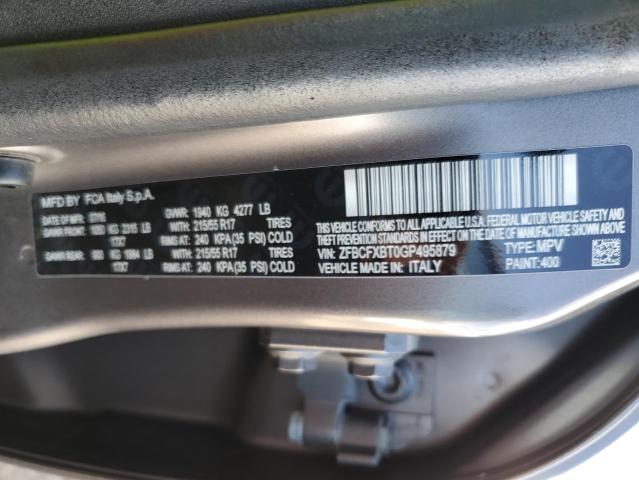 MFD BY FCA Italy S.p.A.
DATE OF MFD: 07/16 GVWR: 1940 KG 4277 LB
GAWR FRONT: 1050 KG 2315 LB WITH 215/55 R17 TIRES
17X7 RIMS AT: 240 KPA (35 PSI) COLD
GAWR REAR: KG 1984 LB WITH 215/55 R17 TIRES
17X7 RIMS AT: 240 KPA (35 PSI) COLD
THIS VEHICLE CONFORMS TO ALL APPLICABLE U.S.A. FEDERAL MOTOR VEHICLE SAFETY,
BUMPER, AND THEFT PREVENTION STANDARDS IN EFFECT ON THE DATE OF MANUFACTURE SHOWN ABOVE.
VIN: ZFBCFXBT0GP495879 TYPE: MPV
VEHICLE MADE IN: ITALY PAINT: 400